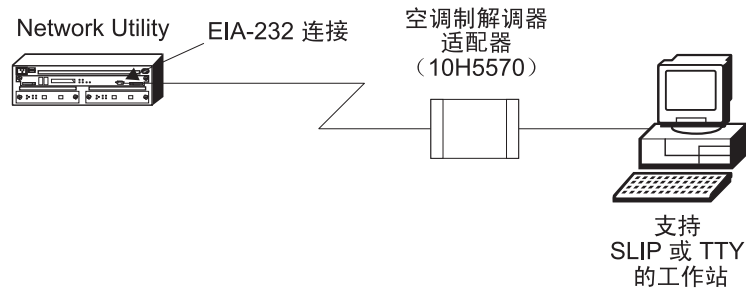 Network Utility
EIA-232 连接
空调制解调器
适配器
（10H5570）
支持
SLIP 或 TTY
的工作站